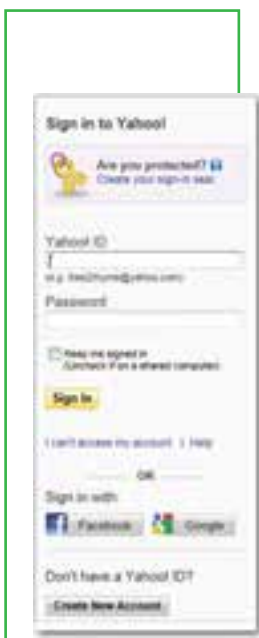 Sign in to Yahoo!
Are you protected?
Create your sign-in seal.
Yahoo! ID
(e.g. free2rhyme@yahoo.com)
Password
Keep me signed in
(Uncheck if on a shared computer)
Sign In
I can't access my account | Help
OR
Sign in with
Facebook Google
Don't have a Yahoo! ID?
Create New Account